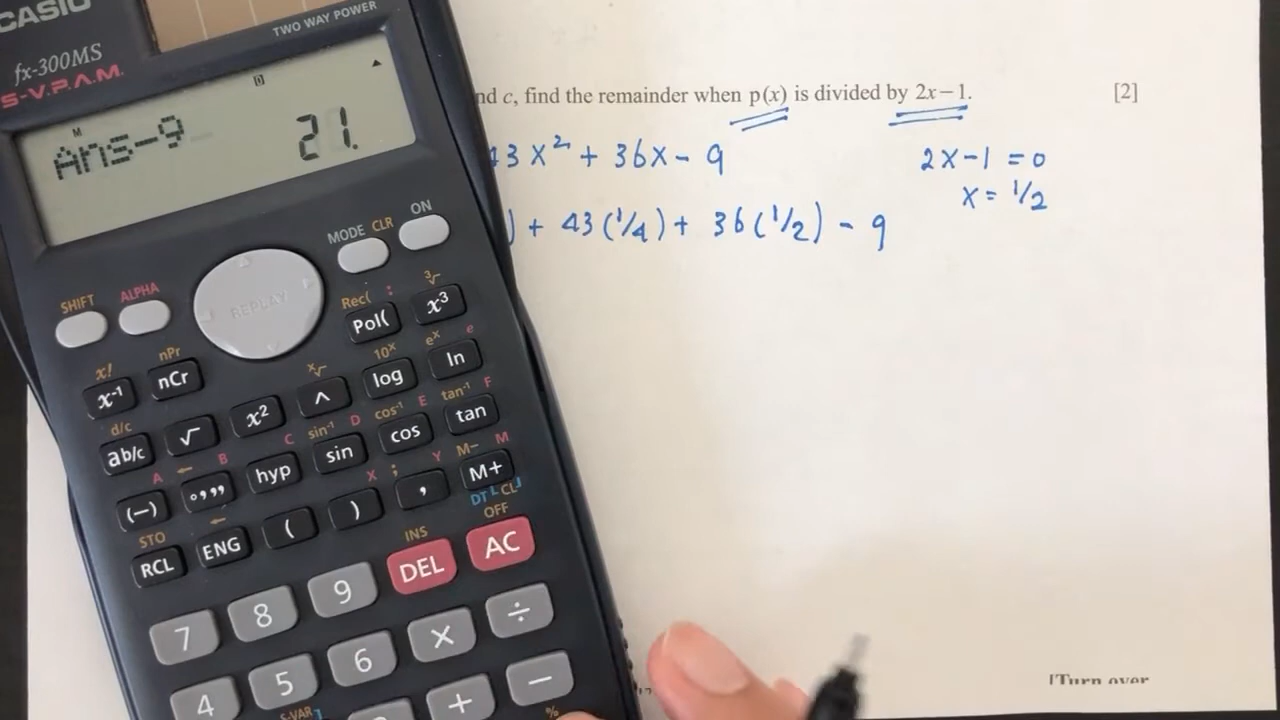 CASIO
TWO WAY POWER
fx-300MS
S-V.P.A.M.
D
M
Ans-9
21.
nd c, find the remainder when p(x) is divided by 2x−1. [2]
43 x² + 36x - 9
2x-1 = 0
x = 1/2
) + 43 (1/4) + 36 (1/2) - 9
MODE CLR ON
SHIFT ALPHA
REPLAY
Rec( : ³√
Pol( x³
x! nPr
x⁻¹ nCr
ˣ√ 10ˣ eˣ e
x² ^ log ln
d/c
ab/c √
C sin⁻¹ D cos⁻¹ E tan⁻¹ F
hyp sin cos tan
A ← B
(−) °,,,
X ; Y M− M
( ) , M+
DT CL
STO ←
RCL ENG
INS OFF
DEL AC
7 8 9
4 5 6 × ÷
S-VAR
+ −
%
[Turn over